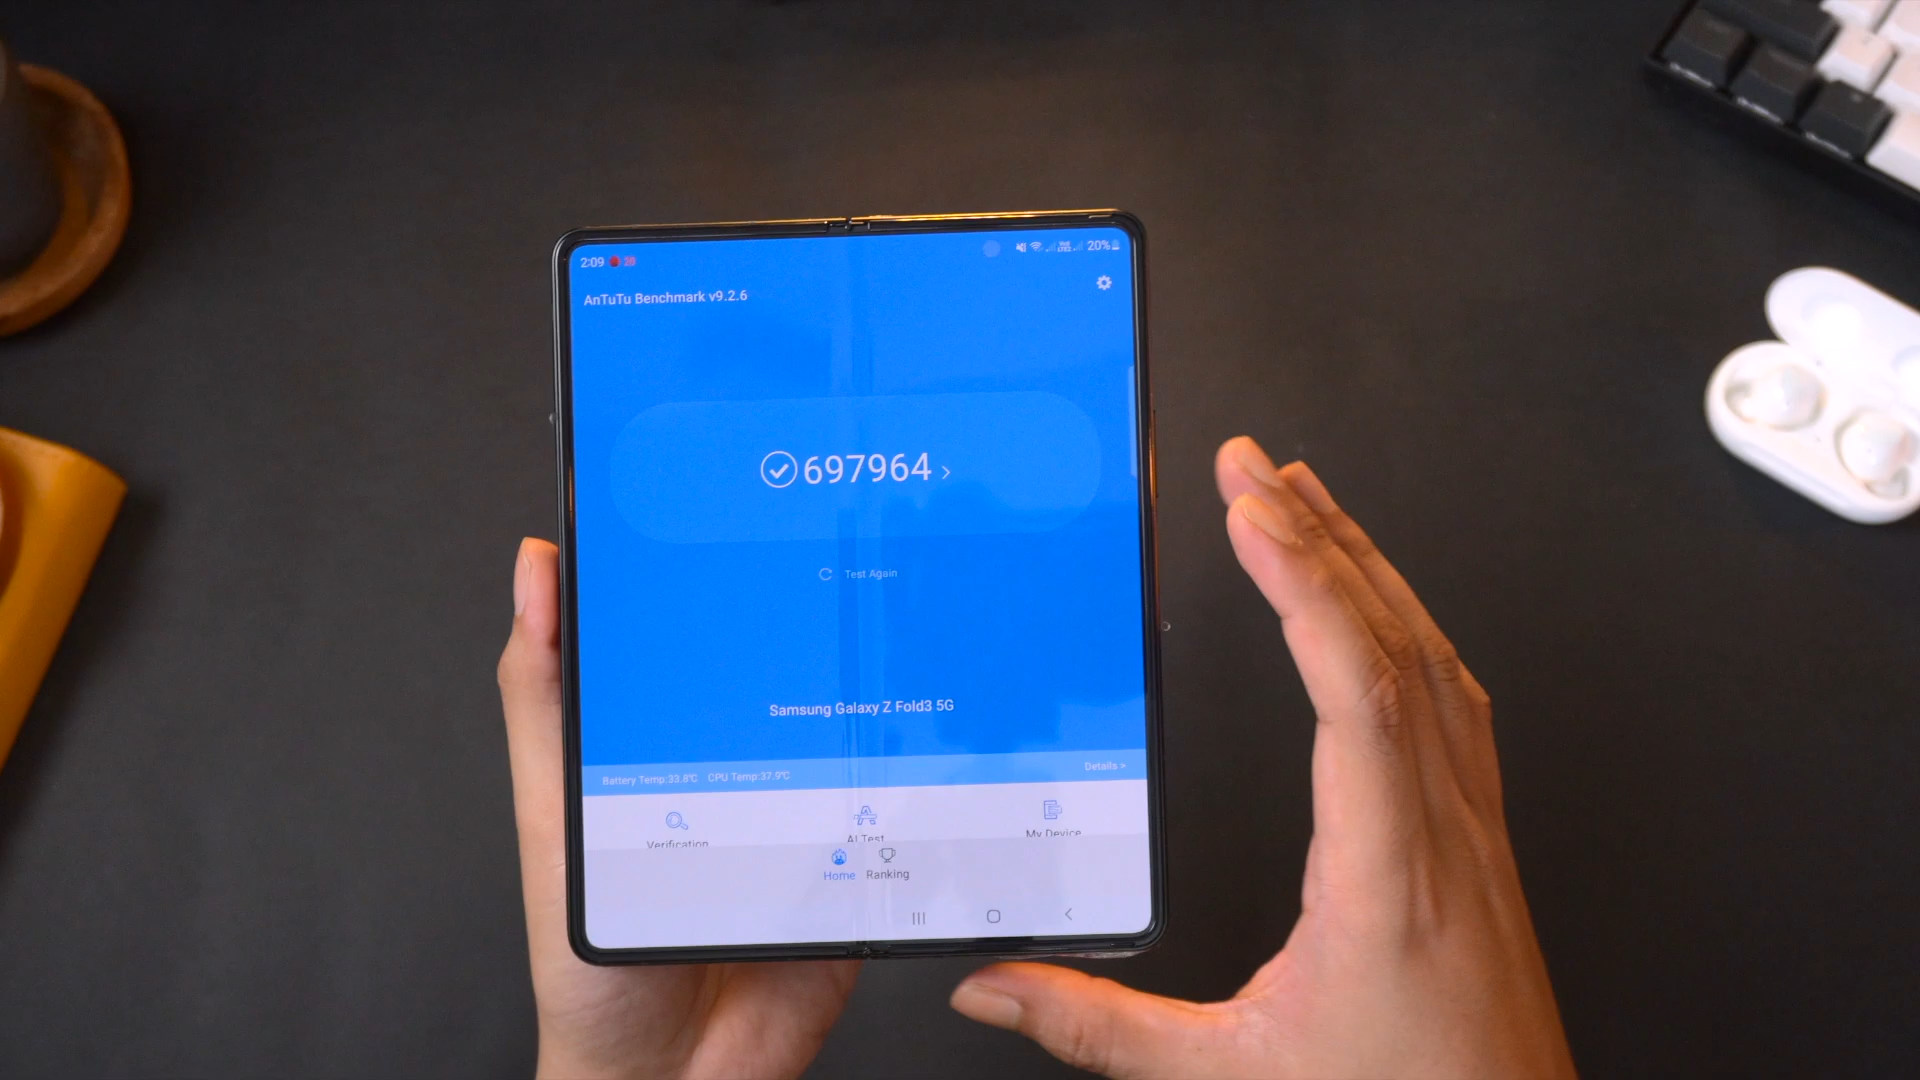 2:09 20%
AnTuTu Benchmark v9.2.6
697964 >
Test Again
Samsung Galaxy Z Fold3 5G
Battery Temp:33.8℃ CPU Temp:37.9℃ Details >
Verification AI Test My Device
Home Ranking